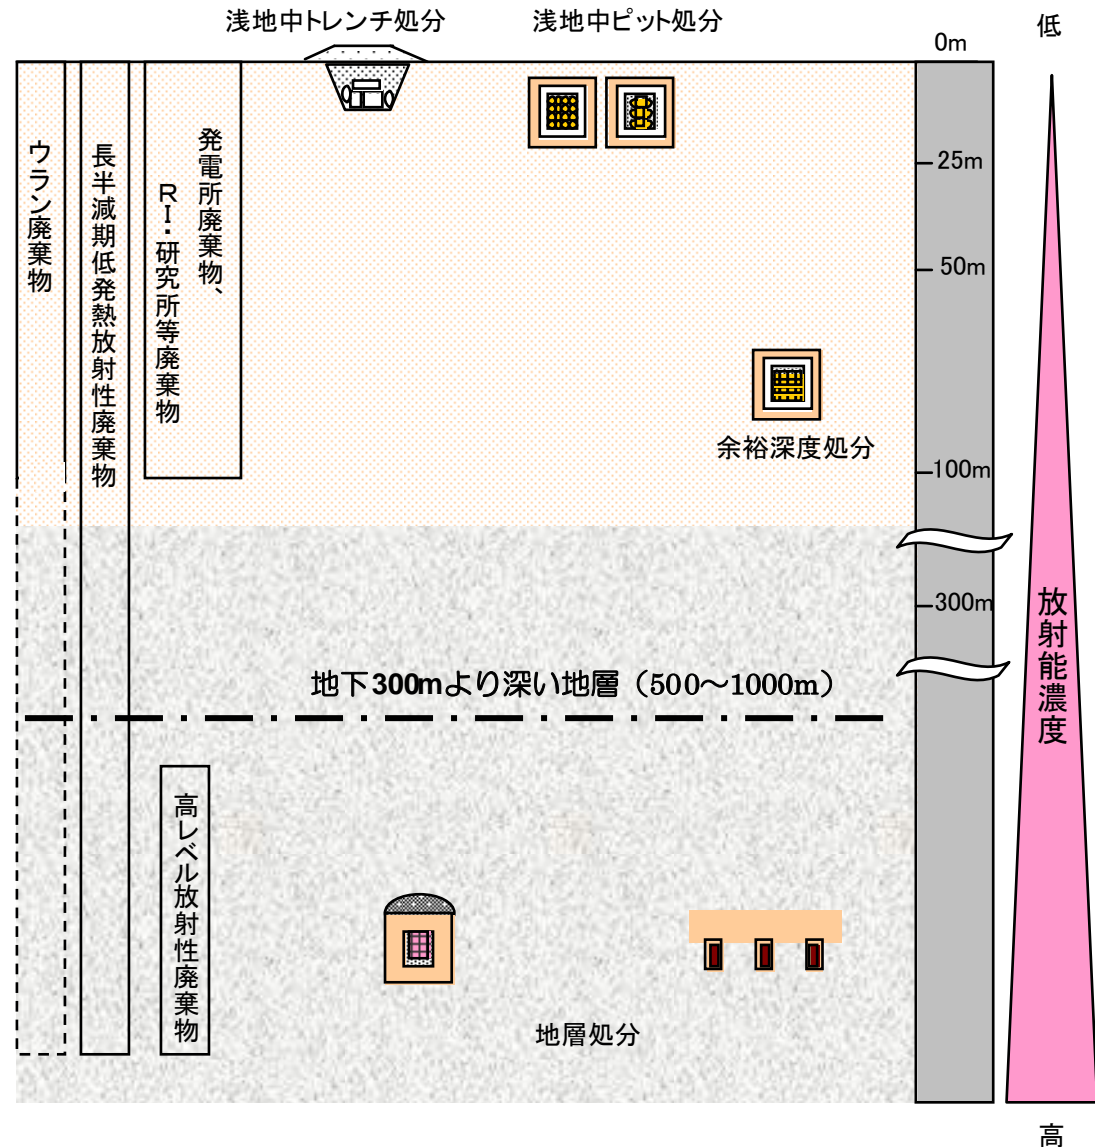 浅地中トレンチ処分
浅地中ピット処分
低
0m
ウラン廃棄物
長半減期低発熱放射性廃棄物
発電所廃棄物、
RI・研究所等廃棄物
25m
50m
余裕深度処分
100m
300m
放射能濃度
地下300mより深い地層（500～1000m）
高レベル放射性廃棄物
地層処分
高